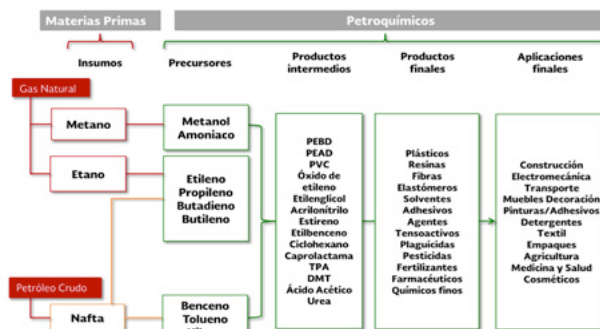 Materias Primas
Petroquímicos
Insumos
Precursores
Productos
intermedios
Productos
finales
Aplicaciones
finales
Gas Natural
Metano
Etano
Metanol
Amoniaco
Etileno
Propileno
Butadieno
Butileno
Petróleo Crudo
Nafta
Benceno
Tolueno
PEBD
PEAD
PVC
Óxido de
etileno
Etilenglicol
Acrilonítrilo
Estireno
Etilbenceno
Ciclohexano
Caprolactama
TPA
DMT
Ácido Acético
Urea
Plásticos
Resinas
Fibras
Elastómeros
Solventes
Adhesivos
Agentes
Tensoactivos
Plaguicidas
Pesticidas
Fertilizantes
Farmacéuticos
Químicos finos
Construcción
Electromecánica
Transporte
Muebles Decoración
Pinturas/Adhesivos
Detergentes
Textil
Empaques
Agricultura
Medicina y Salud
Cosméticos